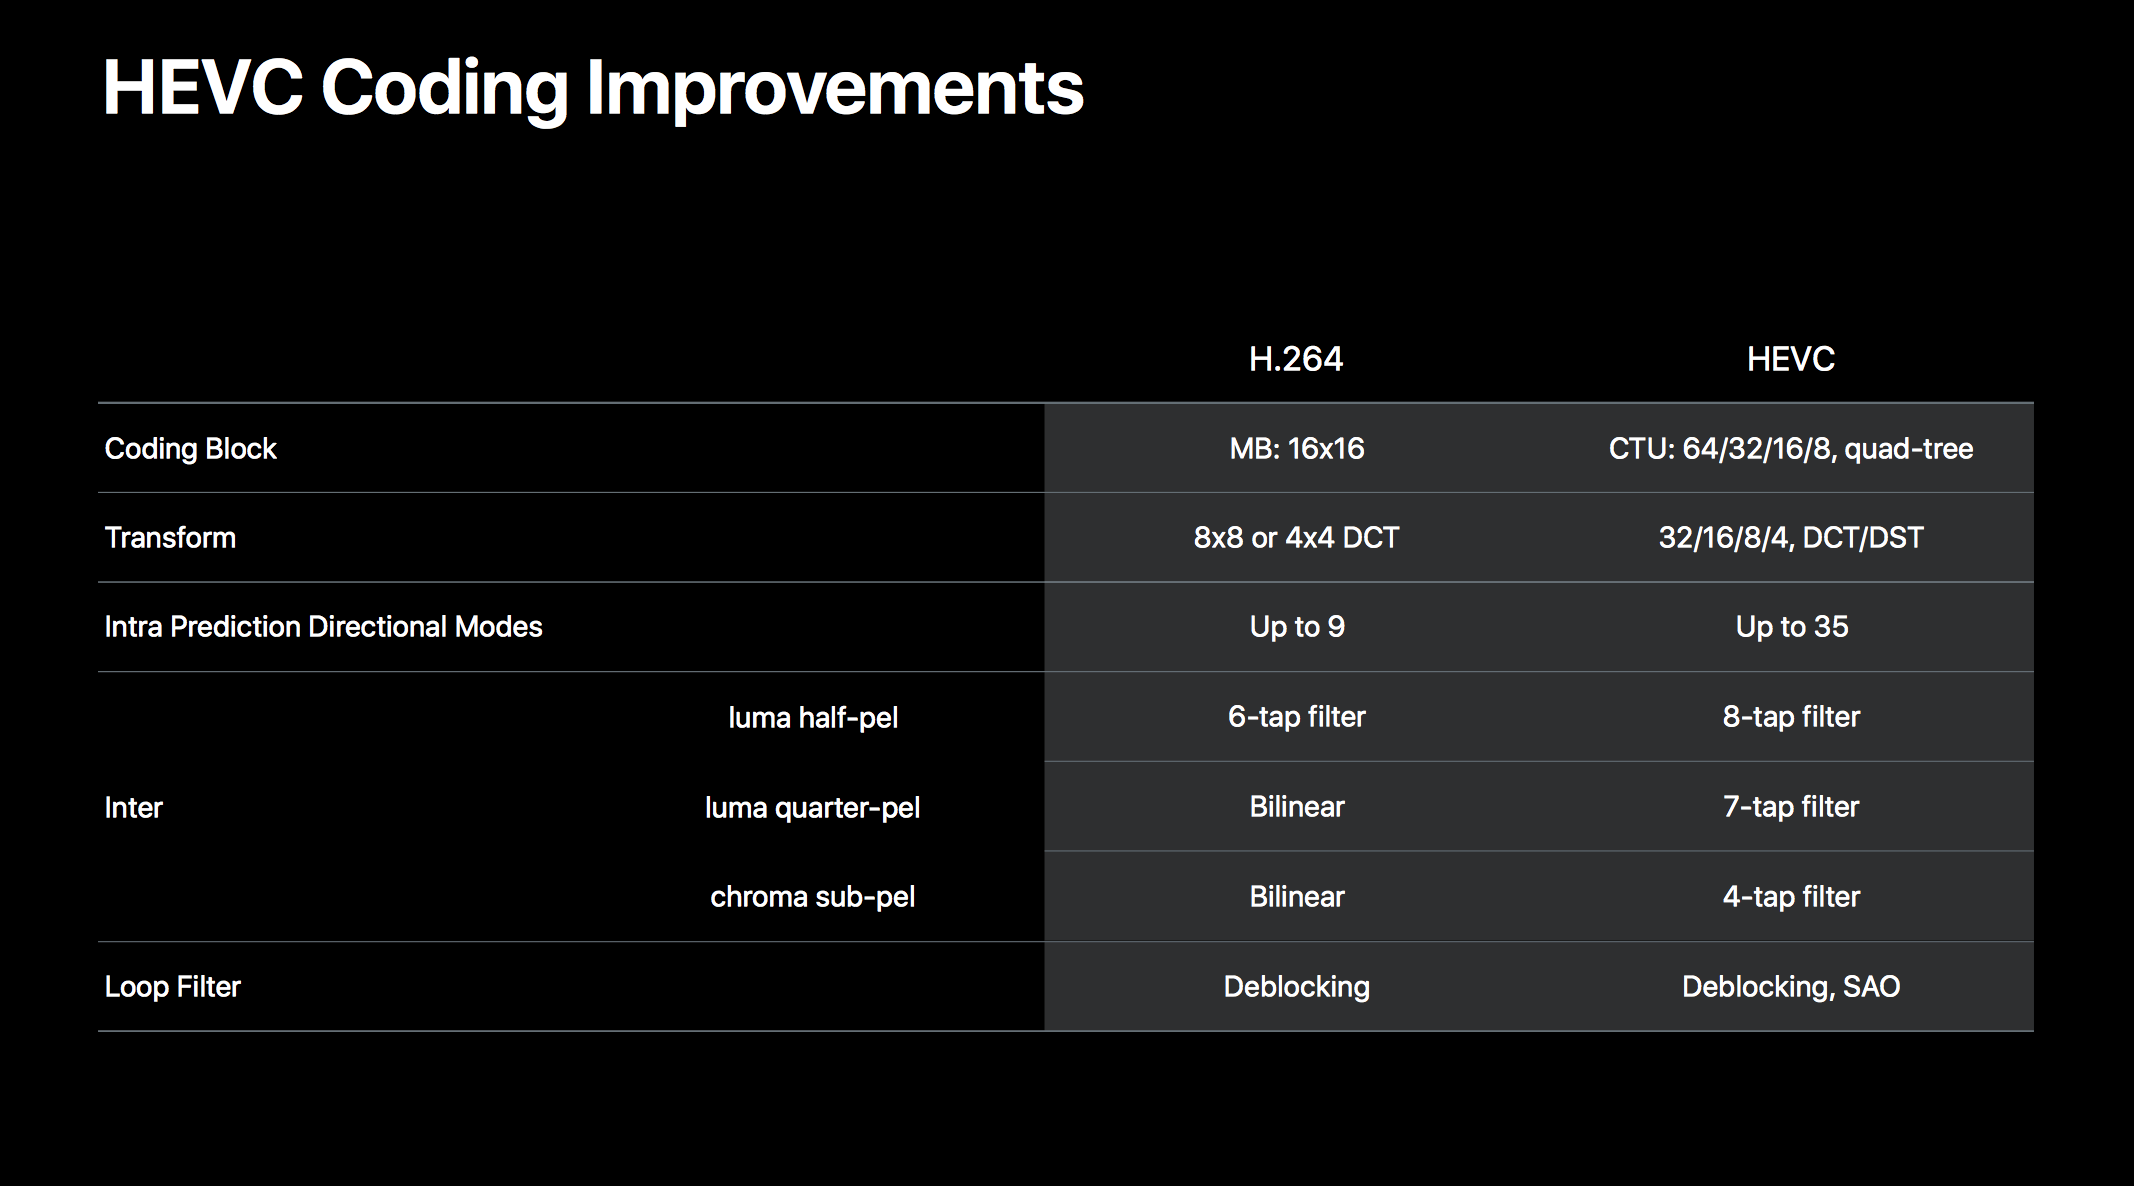 HEVC Coding Improvements
H.264 HEVC
Coding Block MB: 16x16 CTU: 64/32/16/8, quad-tree
Transform 8x8 or 4x4 DCT 32/16/8/4, DCT/DST
Intra Prediction Directional Modes Up to 9 Up to 35
luma half-pel 6-tap filter 8-tap filter
Inter luma quarter-pel Bilinear 7-tap filter
chroma sub-pel Bilinear 4-tap filter
Loop Filter Deblocking Deblocking, SAO